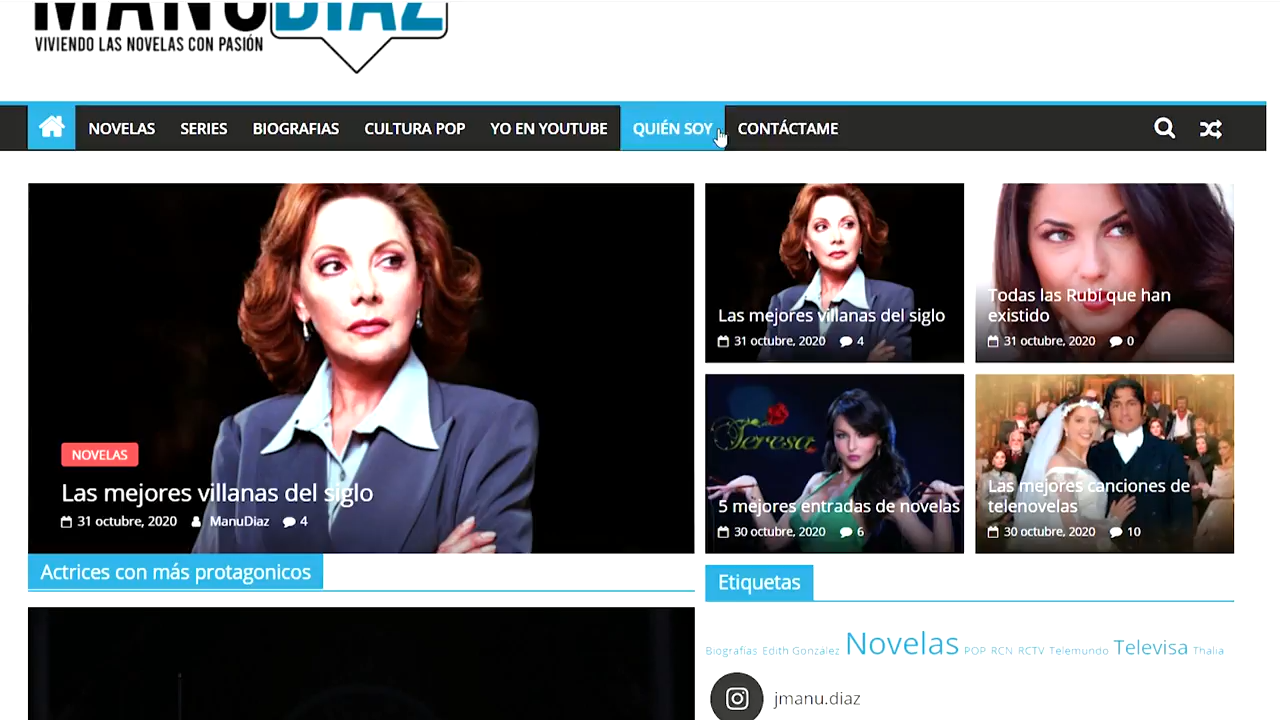 MANUDIAZ
VIVIENDO LAS NOVELAS CON PASIÓN
NOVELAS SERIES BIOGRAFIAS CULTURA POP YO EN YOUTUBE QUIÉN SOY CONTÁCTAME
NOVELAS
Las mejores villanas del siglo
31 octubre, 2020 ManuDiaz 4
Las mejores villanas del siglo
31 octubre, 2020 4
Todas las Rubí que han
existido
31 octubre, 2020 0
Teresa
5 mejores entradas de novelas
30 octubre, 2020 6
Las mejores canciones de
telenovelas
30 octubre, 2020 10
Actrices con más protagonicos
Etiquetas
Biografias Edith González Novelas POP RCN RCTV Telemundo Televisa Thalia
jmanu.diaz